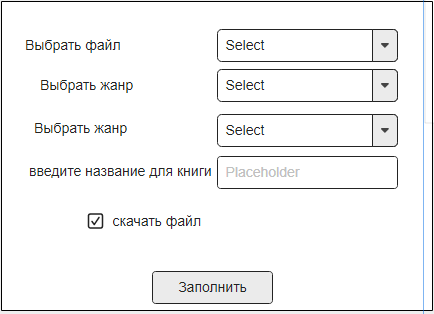 Выбрать файл Select
Выбрать жанр Select
Выбрать жанр Select
введите название для книги Placeholder
скачать файл
Заполнить